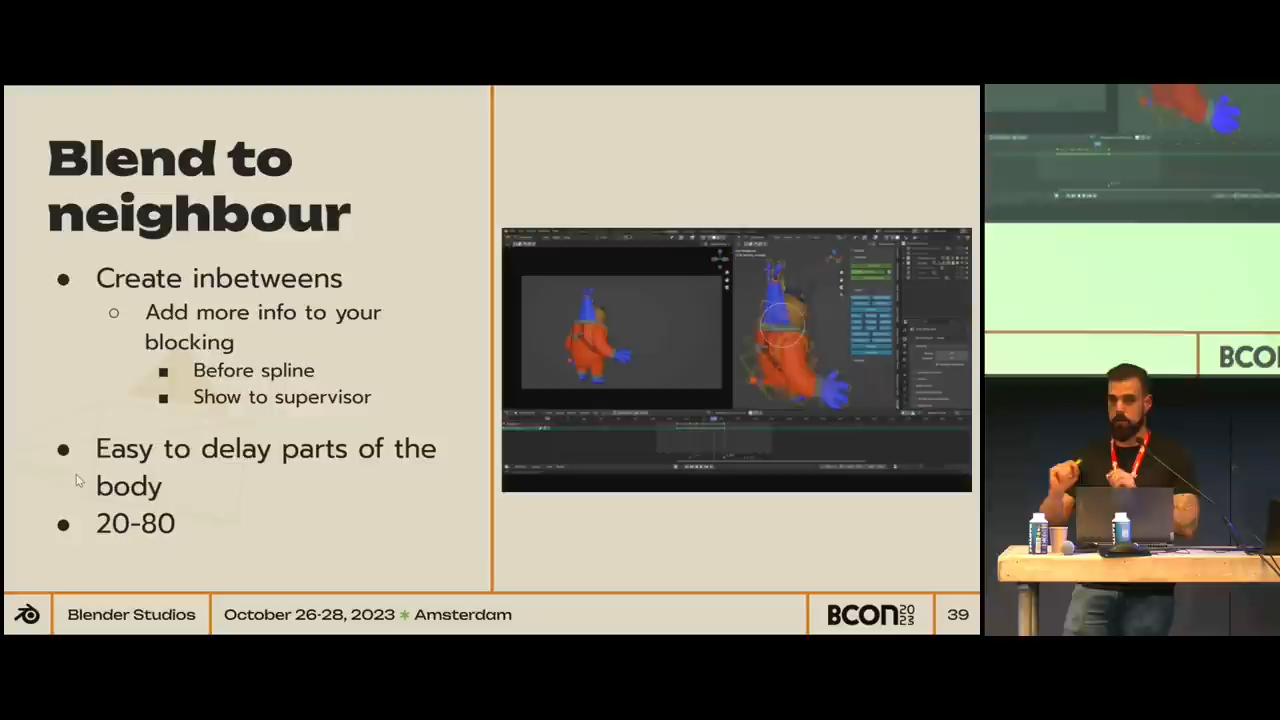 Blend to
neighbour
Create inbetweens
Add more info to your
blocking
Before spline
Show to supervisor
Easy to delay parts of the
body
20-80
Blender Studios
October 26-28, 2023 * Amsterdam
BCON 20
23
39
BCON